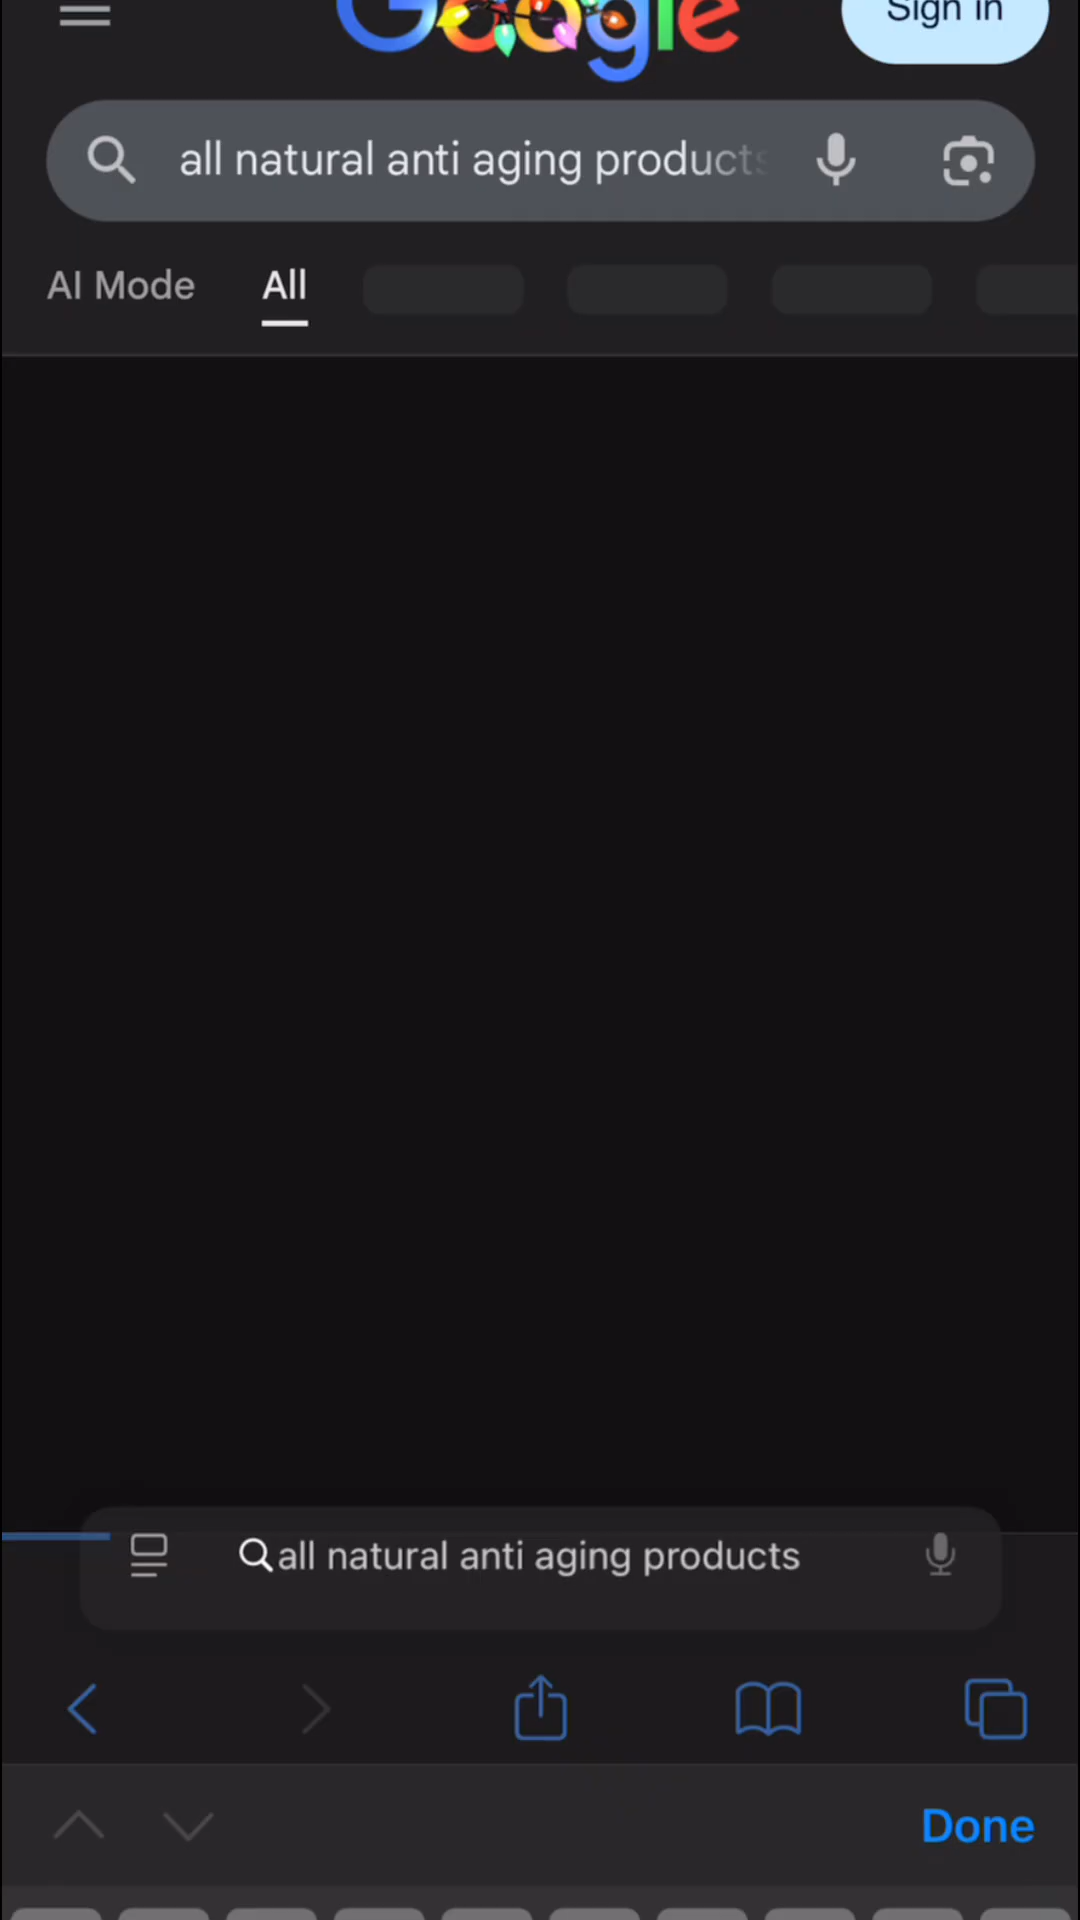 Google
Sign in
all natural anti aging products
AI Mode
All
all natural anti aging products
Done